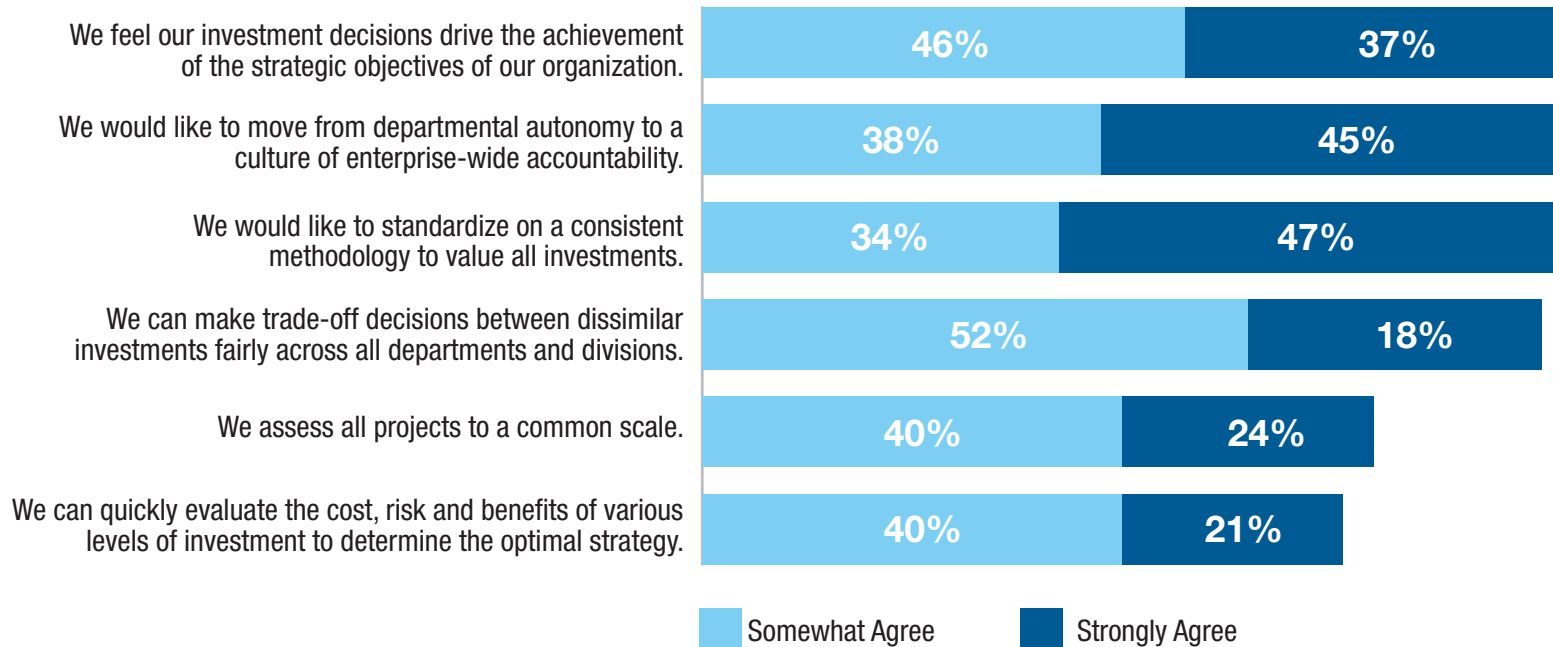 We feel our investment decisions drive the achievement
of the strategic objectives of our organization.
46%
37%
We would like to move from departmental autonomy to a
culture of enterprise-wide accountability.
38%
45%
We would like to standardize on a consistent
methodology to value all investments.
34%
47%
We can make trade-off decisions between dissimilar
investments fairly across all departments and divisions.
52%
18%
We assess all projects to a common scale.
40%
24%
We can quickly evaluate the cost, risk and benefits of various
levels of investment to determine the optimal strategy.
40%
21%
Somewhat Agree
Strongly Agree